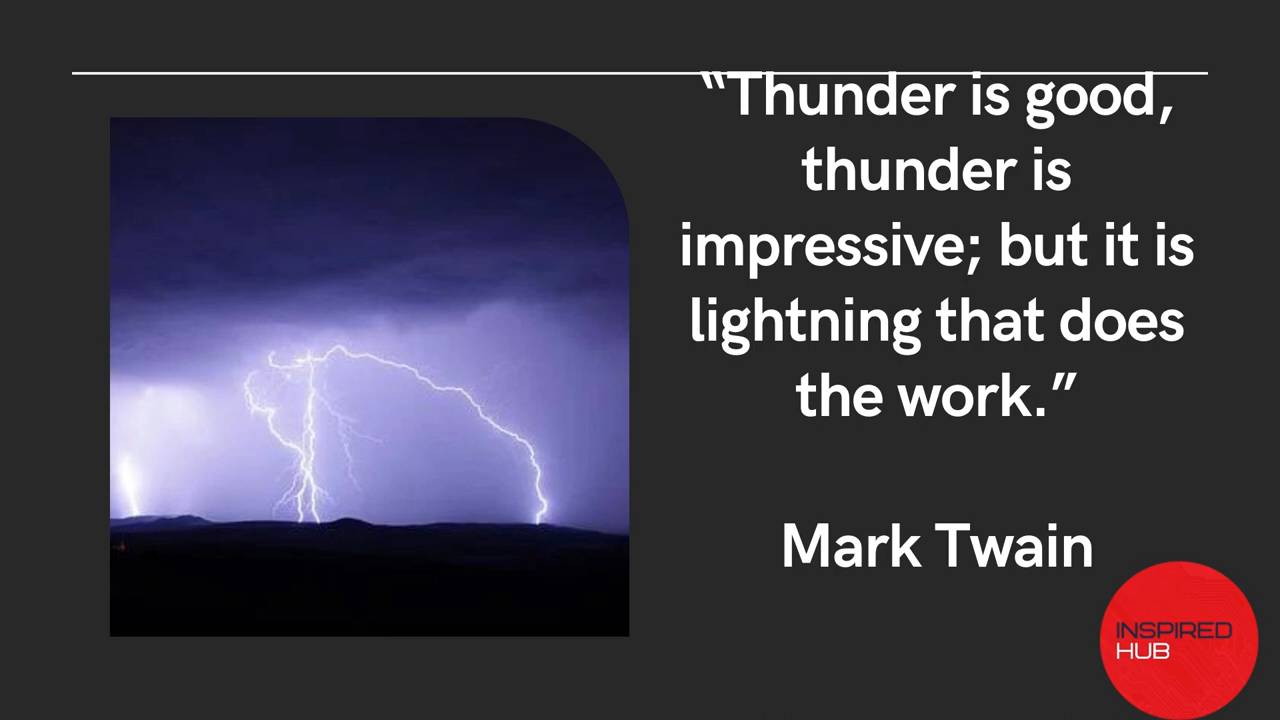 “Thunder is good,
thunder is
impressive; but it is
lightning that does
the work.”
Mark Twain
INSPIRED
HUB